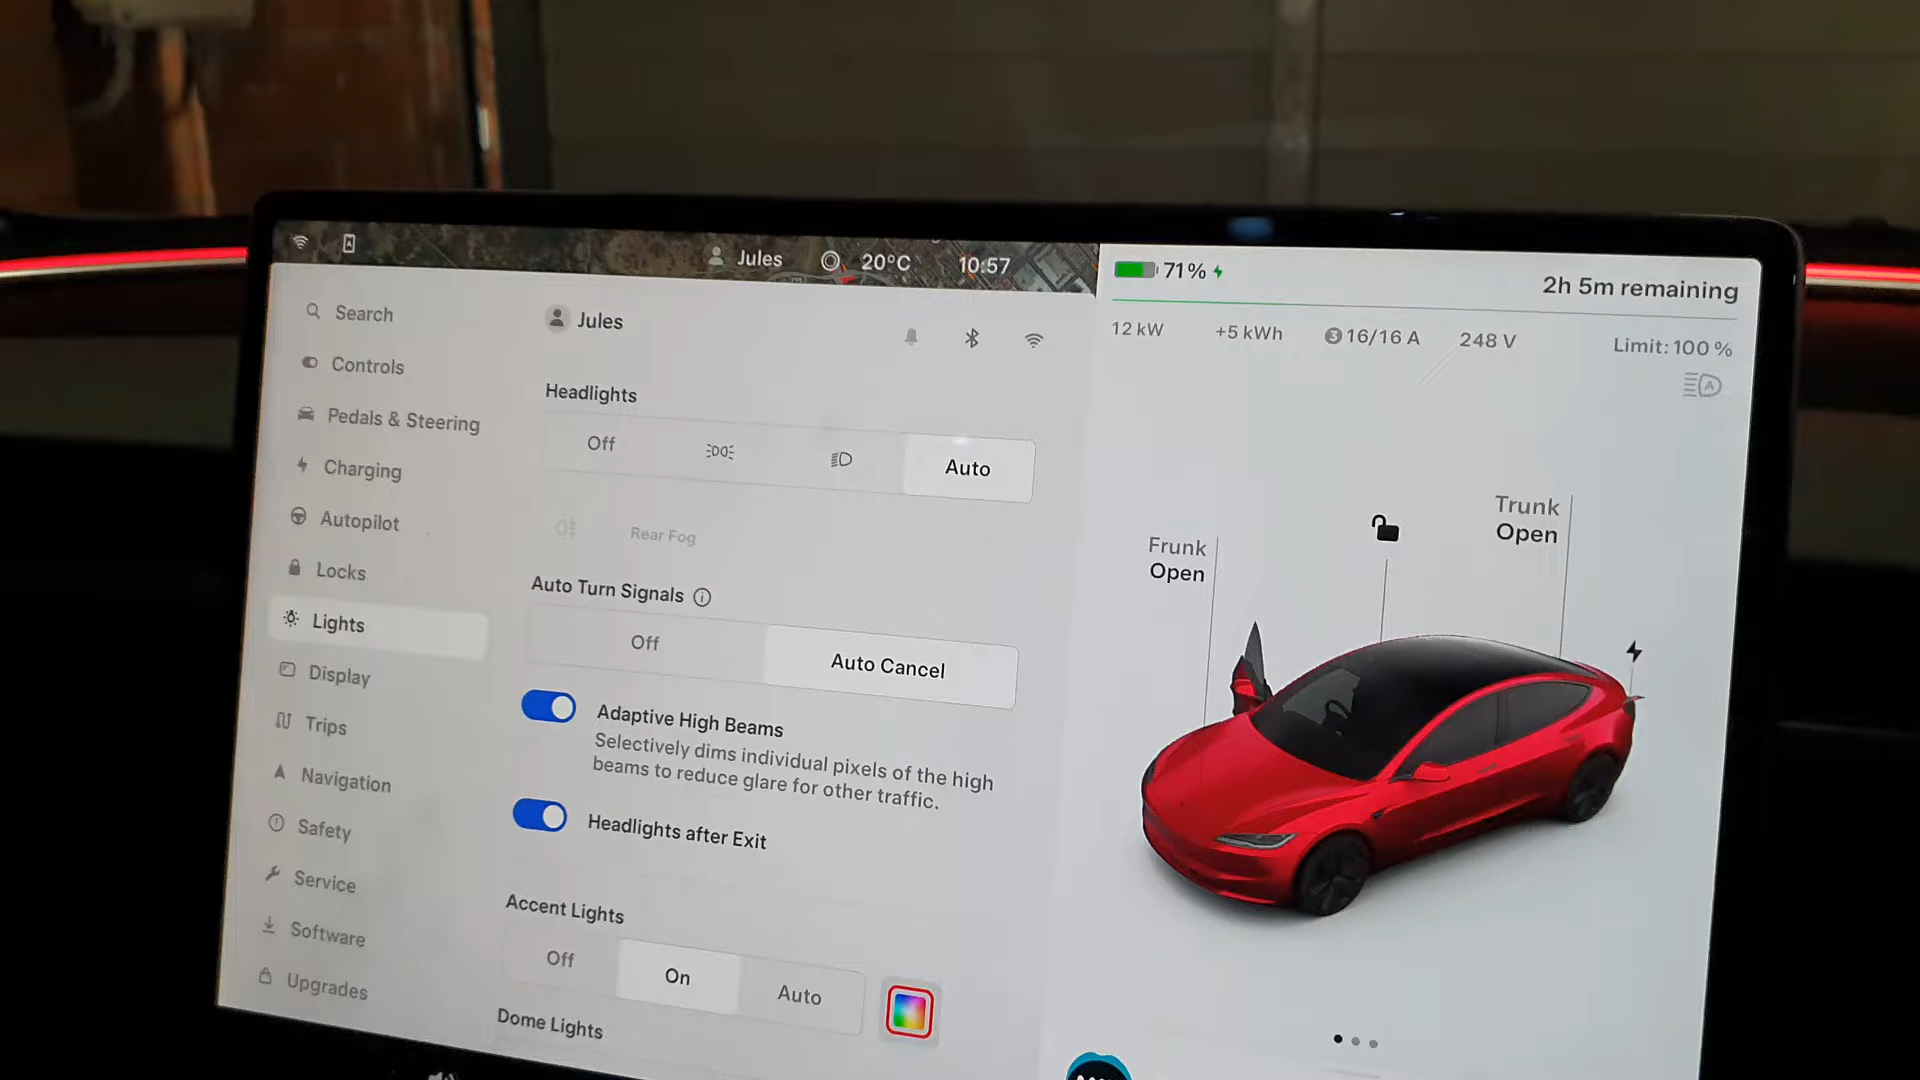 Jules
20°C
10:57
Search
Controls
Pedals & Steering
Charging
Autopilot
Locks
Lights
Display
Trips
Navigation
Safety
Service
Software
Upgrades
Jules
Headlights
Off
Auto
Rear Fog
Auto Turn Signals
Off
Auto Cancel
Adaptive High Beams
Selectively dims individual pixels of the high
beams to reduce glare for other traffic.
Headlights after Exit
Accent Lights
Off
On
Auto
Dome Lights
71%
2h 5m remaining
12 kW
+5 kWh
3 16/16 A
248 V
Limit: 100 %
A
Frunk
Open
Trunk
Open